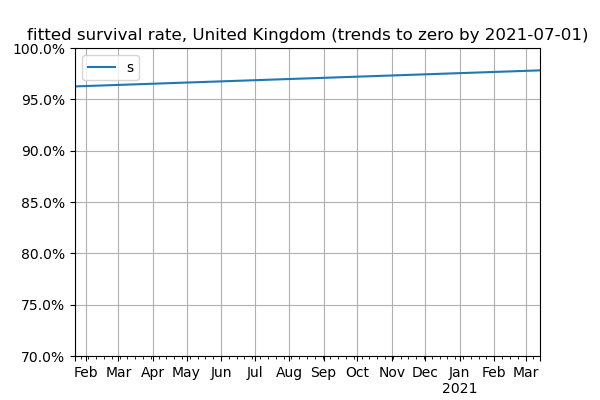 fitted survival rate, United Kingdom (trends to zero by 2021-07-01)
100.0%
s
95.0%
90.0%
85.0%
80.0%
75.0%
70.0%
Feb Mar Apr May Jun Jul Aug Sep Oct Nov Dec Jan Feb Mar
2021